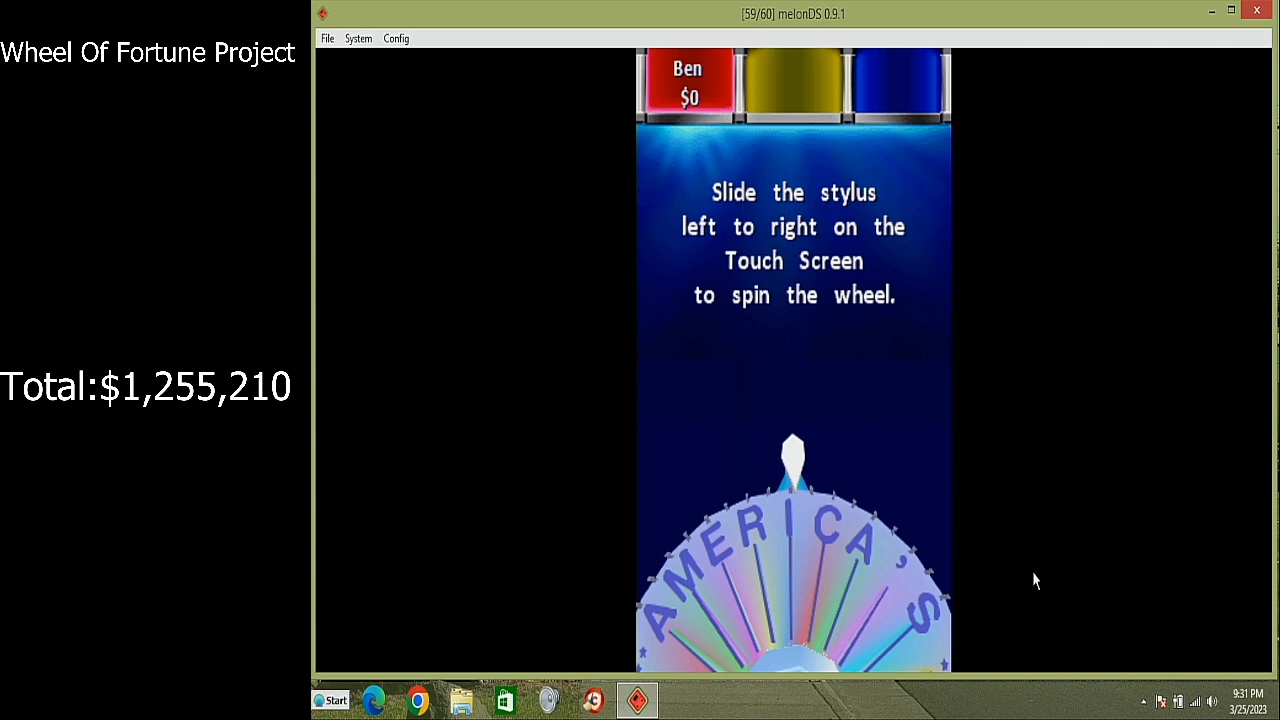 Wheel Of Fortune Project
Total:$1,255,210
[59/60] melonDS 0.9.1
File System Config
Ben
$0
Slide the stylus
left to right on the
Touch Screen
to spin the wheel.
AMERICA'S
Start
9:31 PM
3/25/2023